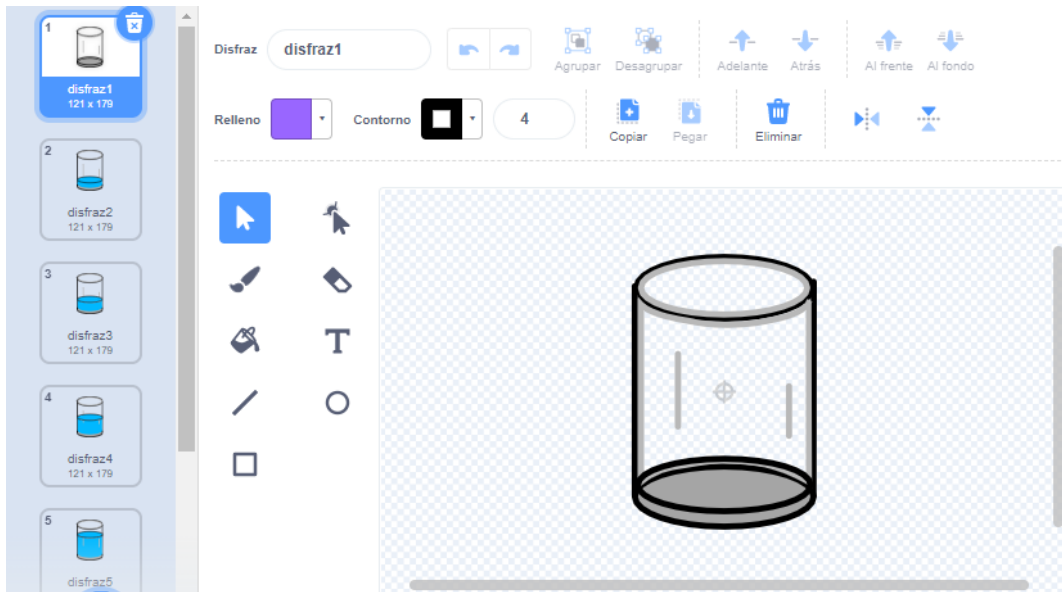 1
disfraz1
121 x 179
2
disfraz2
121 x 179
3
disfraz3
121 x 179
4
disfraz4
121 x 179
5
disfraz5
Disfraz disfraz1
Agrupar Desagrupar Adelante Atrás Al frente Al fondo
Relleno Contorno 4
Copiar Pegar Eliminar
T